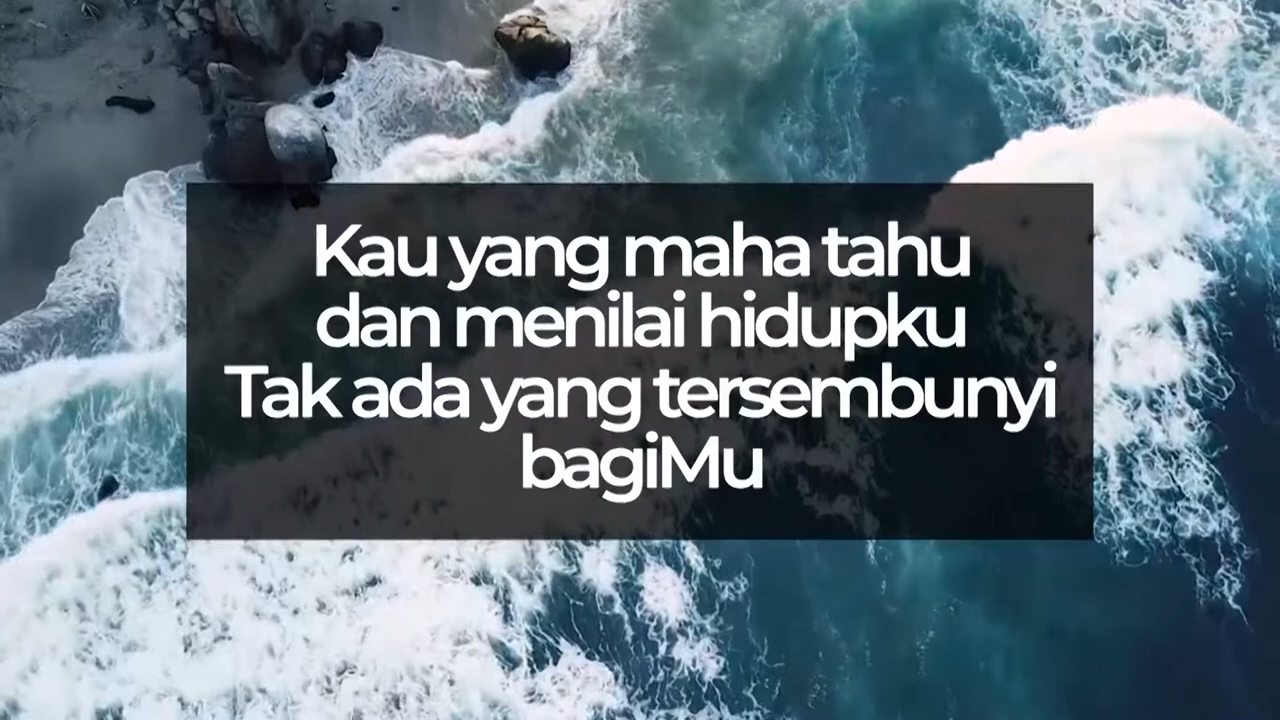 Kau yang maha tahu
dan menilai hidupku
Tak ada yang tersembunyi
bagiMu